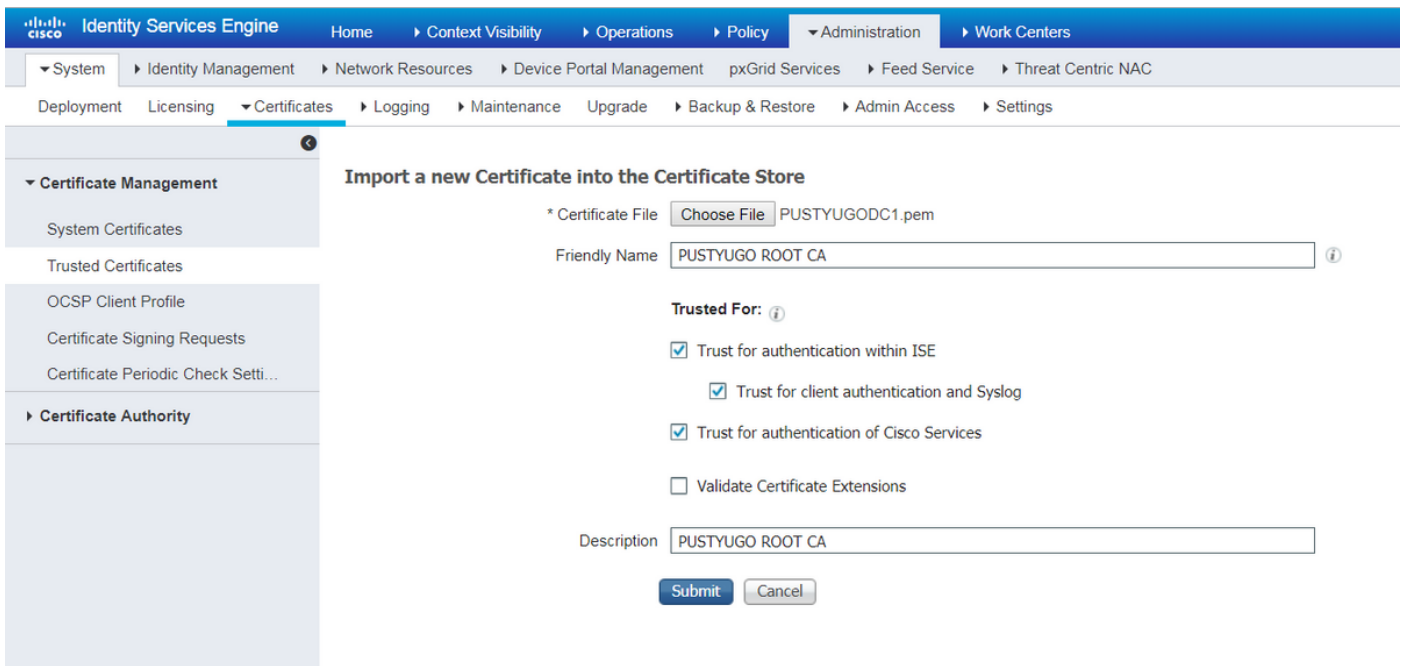 cisco Identity Services Engine Home Context Visibility Operations Policy Administration Work Centers
System Identity Management Network Resources Device Portal Management pxGrid Services Feed Service Threat Centric NAC
Deployment Licensing Certificates Logging Maintenance Upgrade Backup & Restore Admin Access Settings
Certificate Management
System Certificates
Trusted Certificates
OCSP Client Profile
Certificate Signing Requests
Certificate Periodic Check Setti...
Certificate Authority
Import a new Certificate into the Certificate Store
* Certificate File Choose File PUSTYUGODC1.pem
Friendly Name PUSTYUGO ROOT CA
Trusted For:
Trust for authentication within ISE
Trust for client authentication and Syslog
Trust for authentication of Cisco Services
Validate Certificate Extensions
Description PUSTYUGO ROOT CA
Submit Cancel